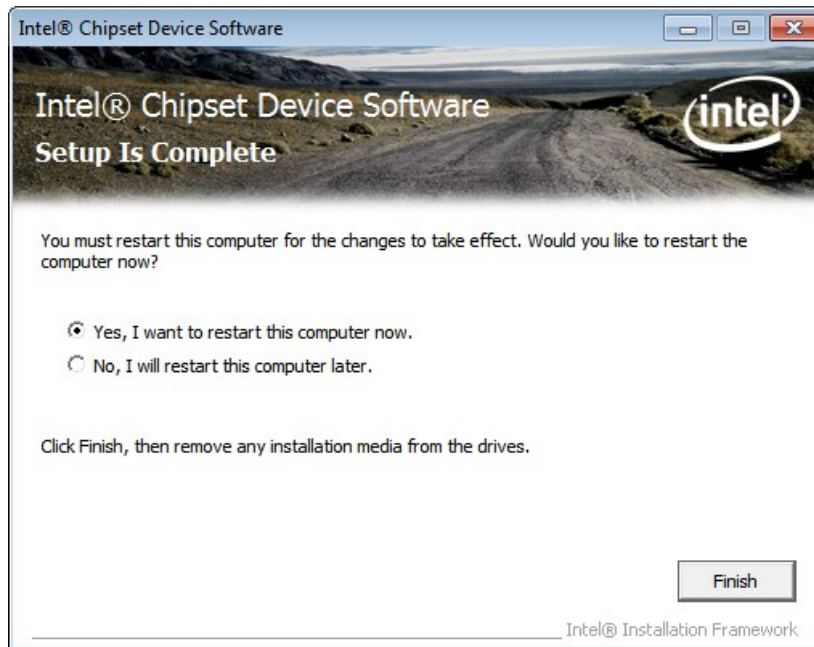 Intel® Chipset Device Software
Intel® Chipset Device Software
intel
Setup Is Complete
You must restart this computer for the changes to take effect. Would you like to restart the
computer now?
Yes, I want to restart this computer now.
No, I will restart this computer later.
Click Finish, then remove any installation media from the drives.
Finish
Intel® Installation Framework